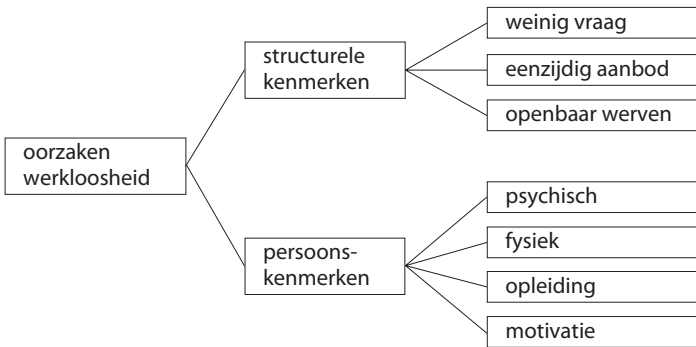 weinig vraag
structurele
kenmerken
eenzijdig aanbod
openbaar werven
oorzaken
werkloosheid
psychisch
persoons-
kenmerken
fysiek
opleiding
motivatie